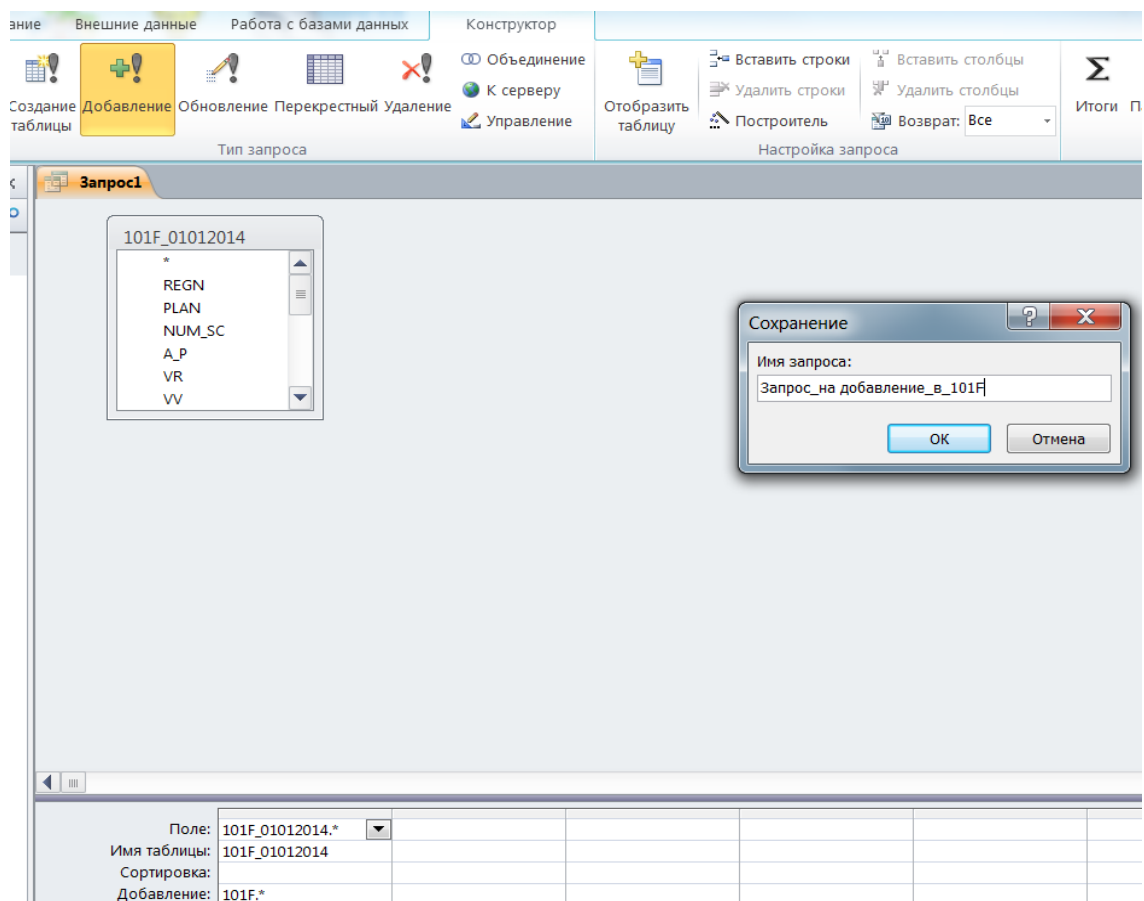 ание Внешние данные Работа с базами данных Конструктор
Создание таблицы Добавление Обновление Перекрестный Удаление
Объединение
К серверу
Управление
Тип запроса
Отобразить таблицу
Вставить строки
Удалить строки
Построитель
Вставить столбцы
Удалить столбцы
Возврат: Все
Настройка запроса
Итоги
Запрос1
101F_01012014
*
REGN
PLAN
NUM_SC
A_P
VR
VV
Сохранение
Имя запроса:
Запрос_на добавление_в_101F
ОК Отмена
Поле: 101F_01012014.*
Имя таблицы: 101F_01012014
Сортировка:
Добавление: 101F.*